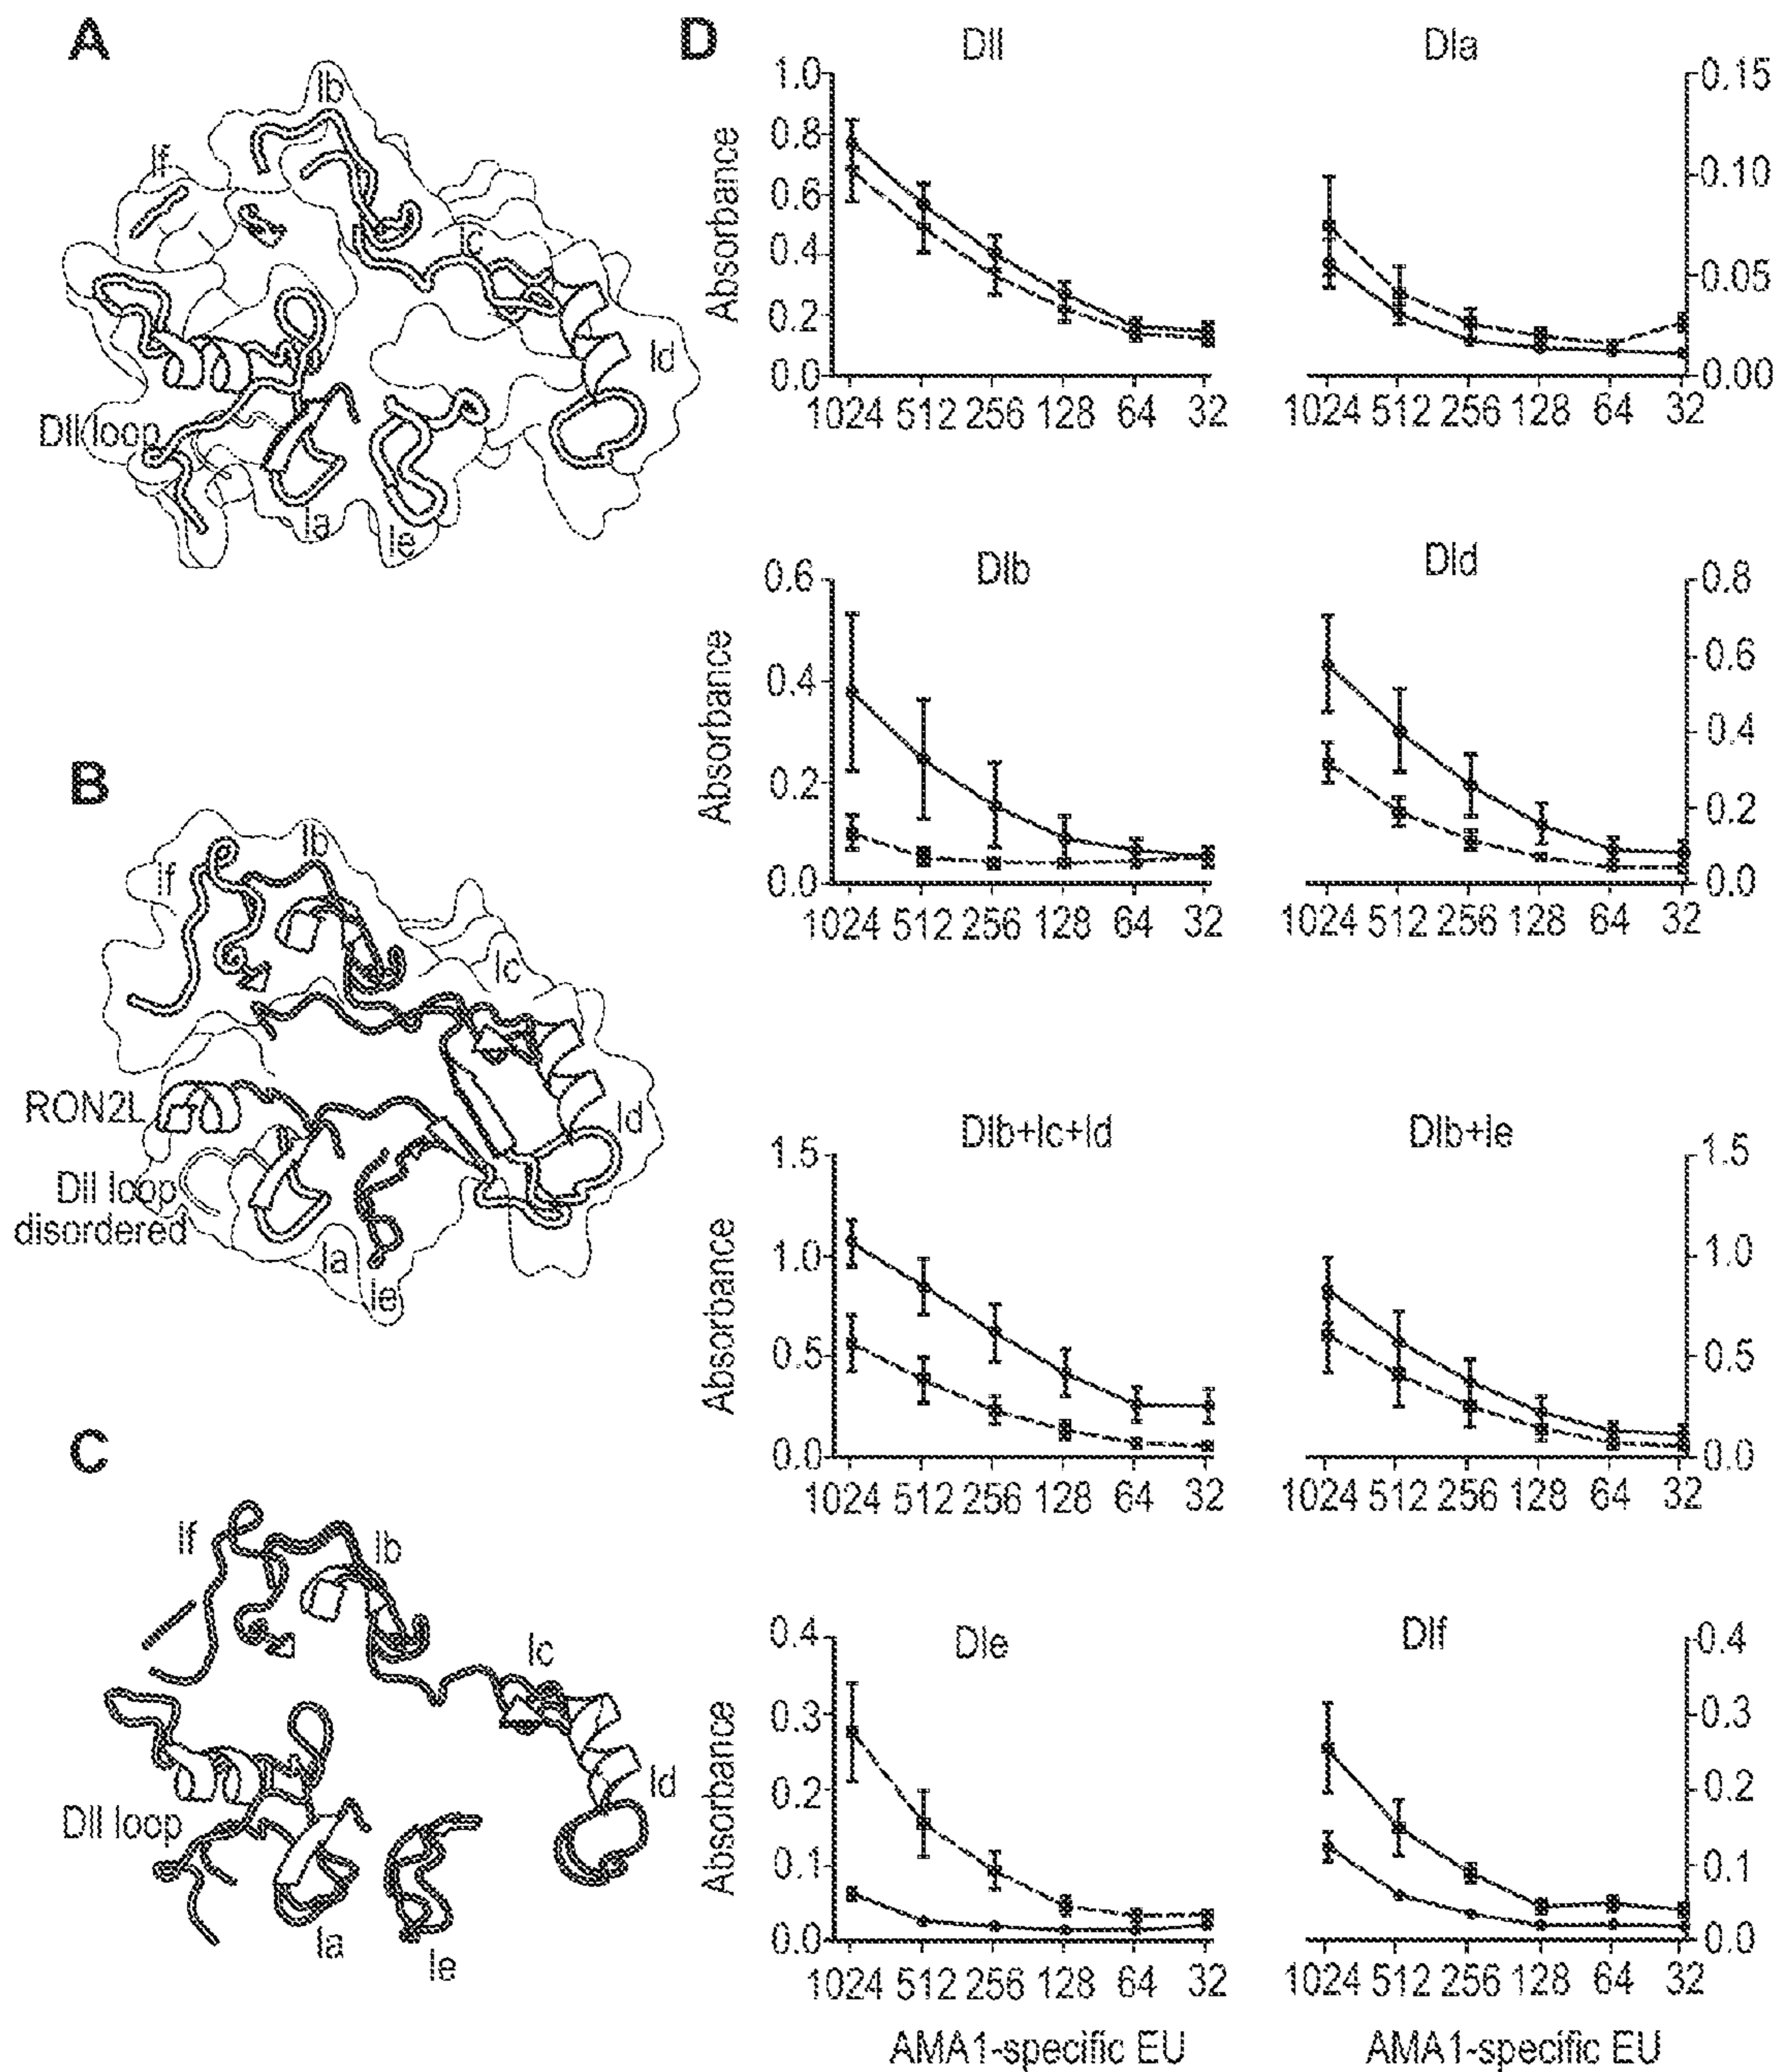 A
Ib
If
Ic
Id
DII loop
Ia
Ie
B
Ib
If
Ic
RON2L
Id
DII loop
disordered
Ia
Ie
C
If
Ib
Ic
Id
DII loop
Ia
Ie
D
DII
DIa
1.0
0.8
0.6
0.4
0.2
0.0
Absorbance
0.15
0.10
0.05
0.00
1024 512 256 128 64 32
1024 512 256 128 64 32
DIb
DId
0.6
0.4
0.2
0.0
Absorbance
0.8
0.6
0.4
0.2
0.0
1024 512 256 128 64 32
1024 512 256 128 64 32
DIb+Ic+Id
DIb+Ie
1.5
1.0
0.5
0.0
Absorbance
1.5
1.0
0.5
0.0
1024 512 256 128 64 32
1024 512 256 128 64 32
DIe
DIf
0.4
0.3
0.2
0.1
0.0
Absorbance
0.4
0.3
0.2
0.1
0.0
1024 512 256 128 64 32
1024 512 256 128 64 32
AMA1-specific EU
AMA1-specific EU